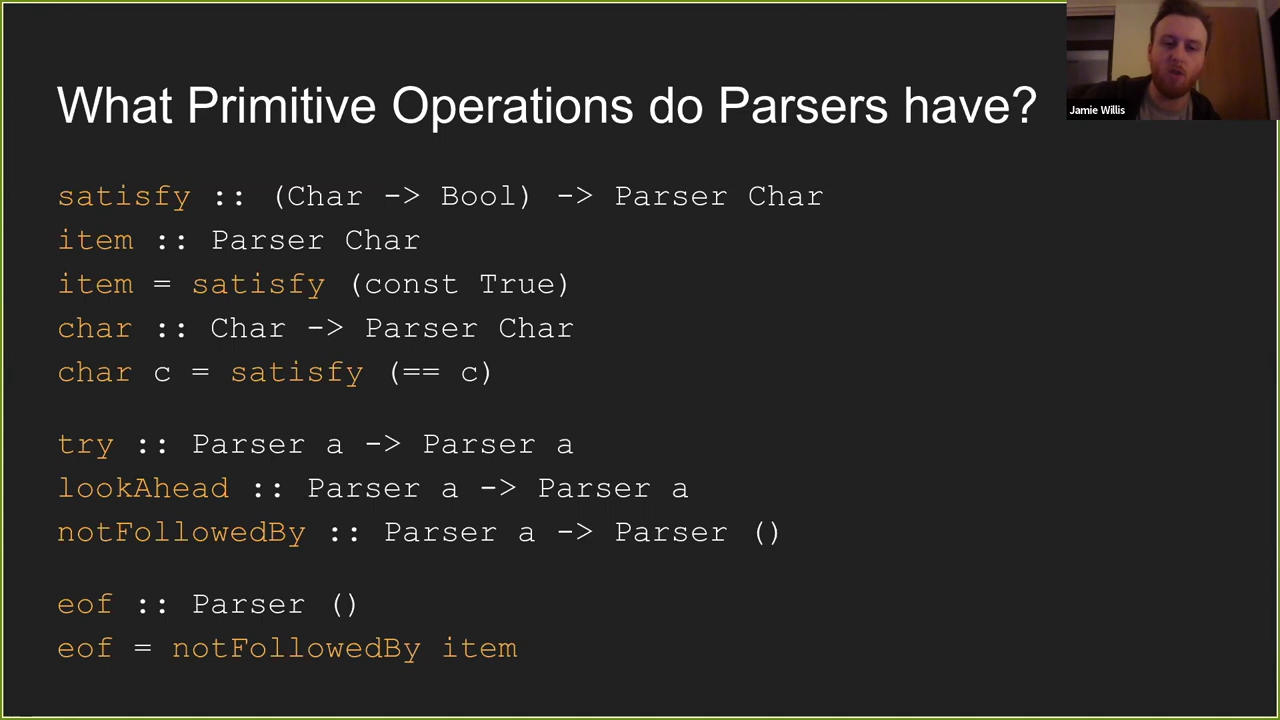 What Primitive Operations do Parsers have?
Jamie Willis
satisfy :: (Char -> Bool) -> Parser Char
item :: Parser Char
item = satisfy (const True)
char :: Char -> Parser Char
char c = satisfy (== c)
try :: Parser a -> Parser a
lookAhead :: Parser a -> Parser a
notFollowedBy :: Parser a -> Parser ()
eof :: Parser ()
eof = notFollowedBy item